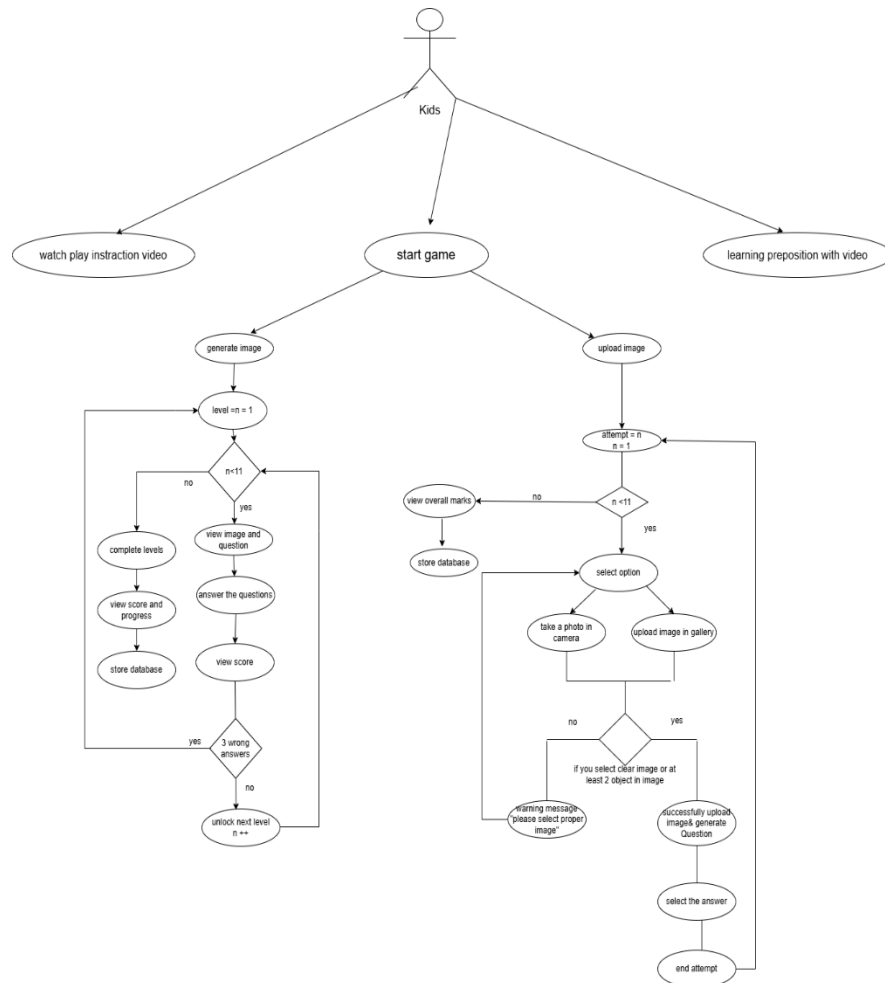 Kids
watch play instraction video
start game
learning preposition with video
generate image
upload image
level =n = 1
attempt = n
n = 1
n<11
no
yes
view image and
question
complete levels
answer the questions
view score and
progress
store database
view score
yes
3 wrong
answers
no
unlock next level
n ++
n <11
no
yes
view overall marks
store database
select option
take a photo in
camera
upload image in gallery
no
yes
if you select clear image or at
least 2 object in image
warning message
"please select proper
image"
successfully upload
image& generate
Question
select the answer
end attempt